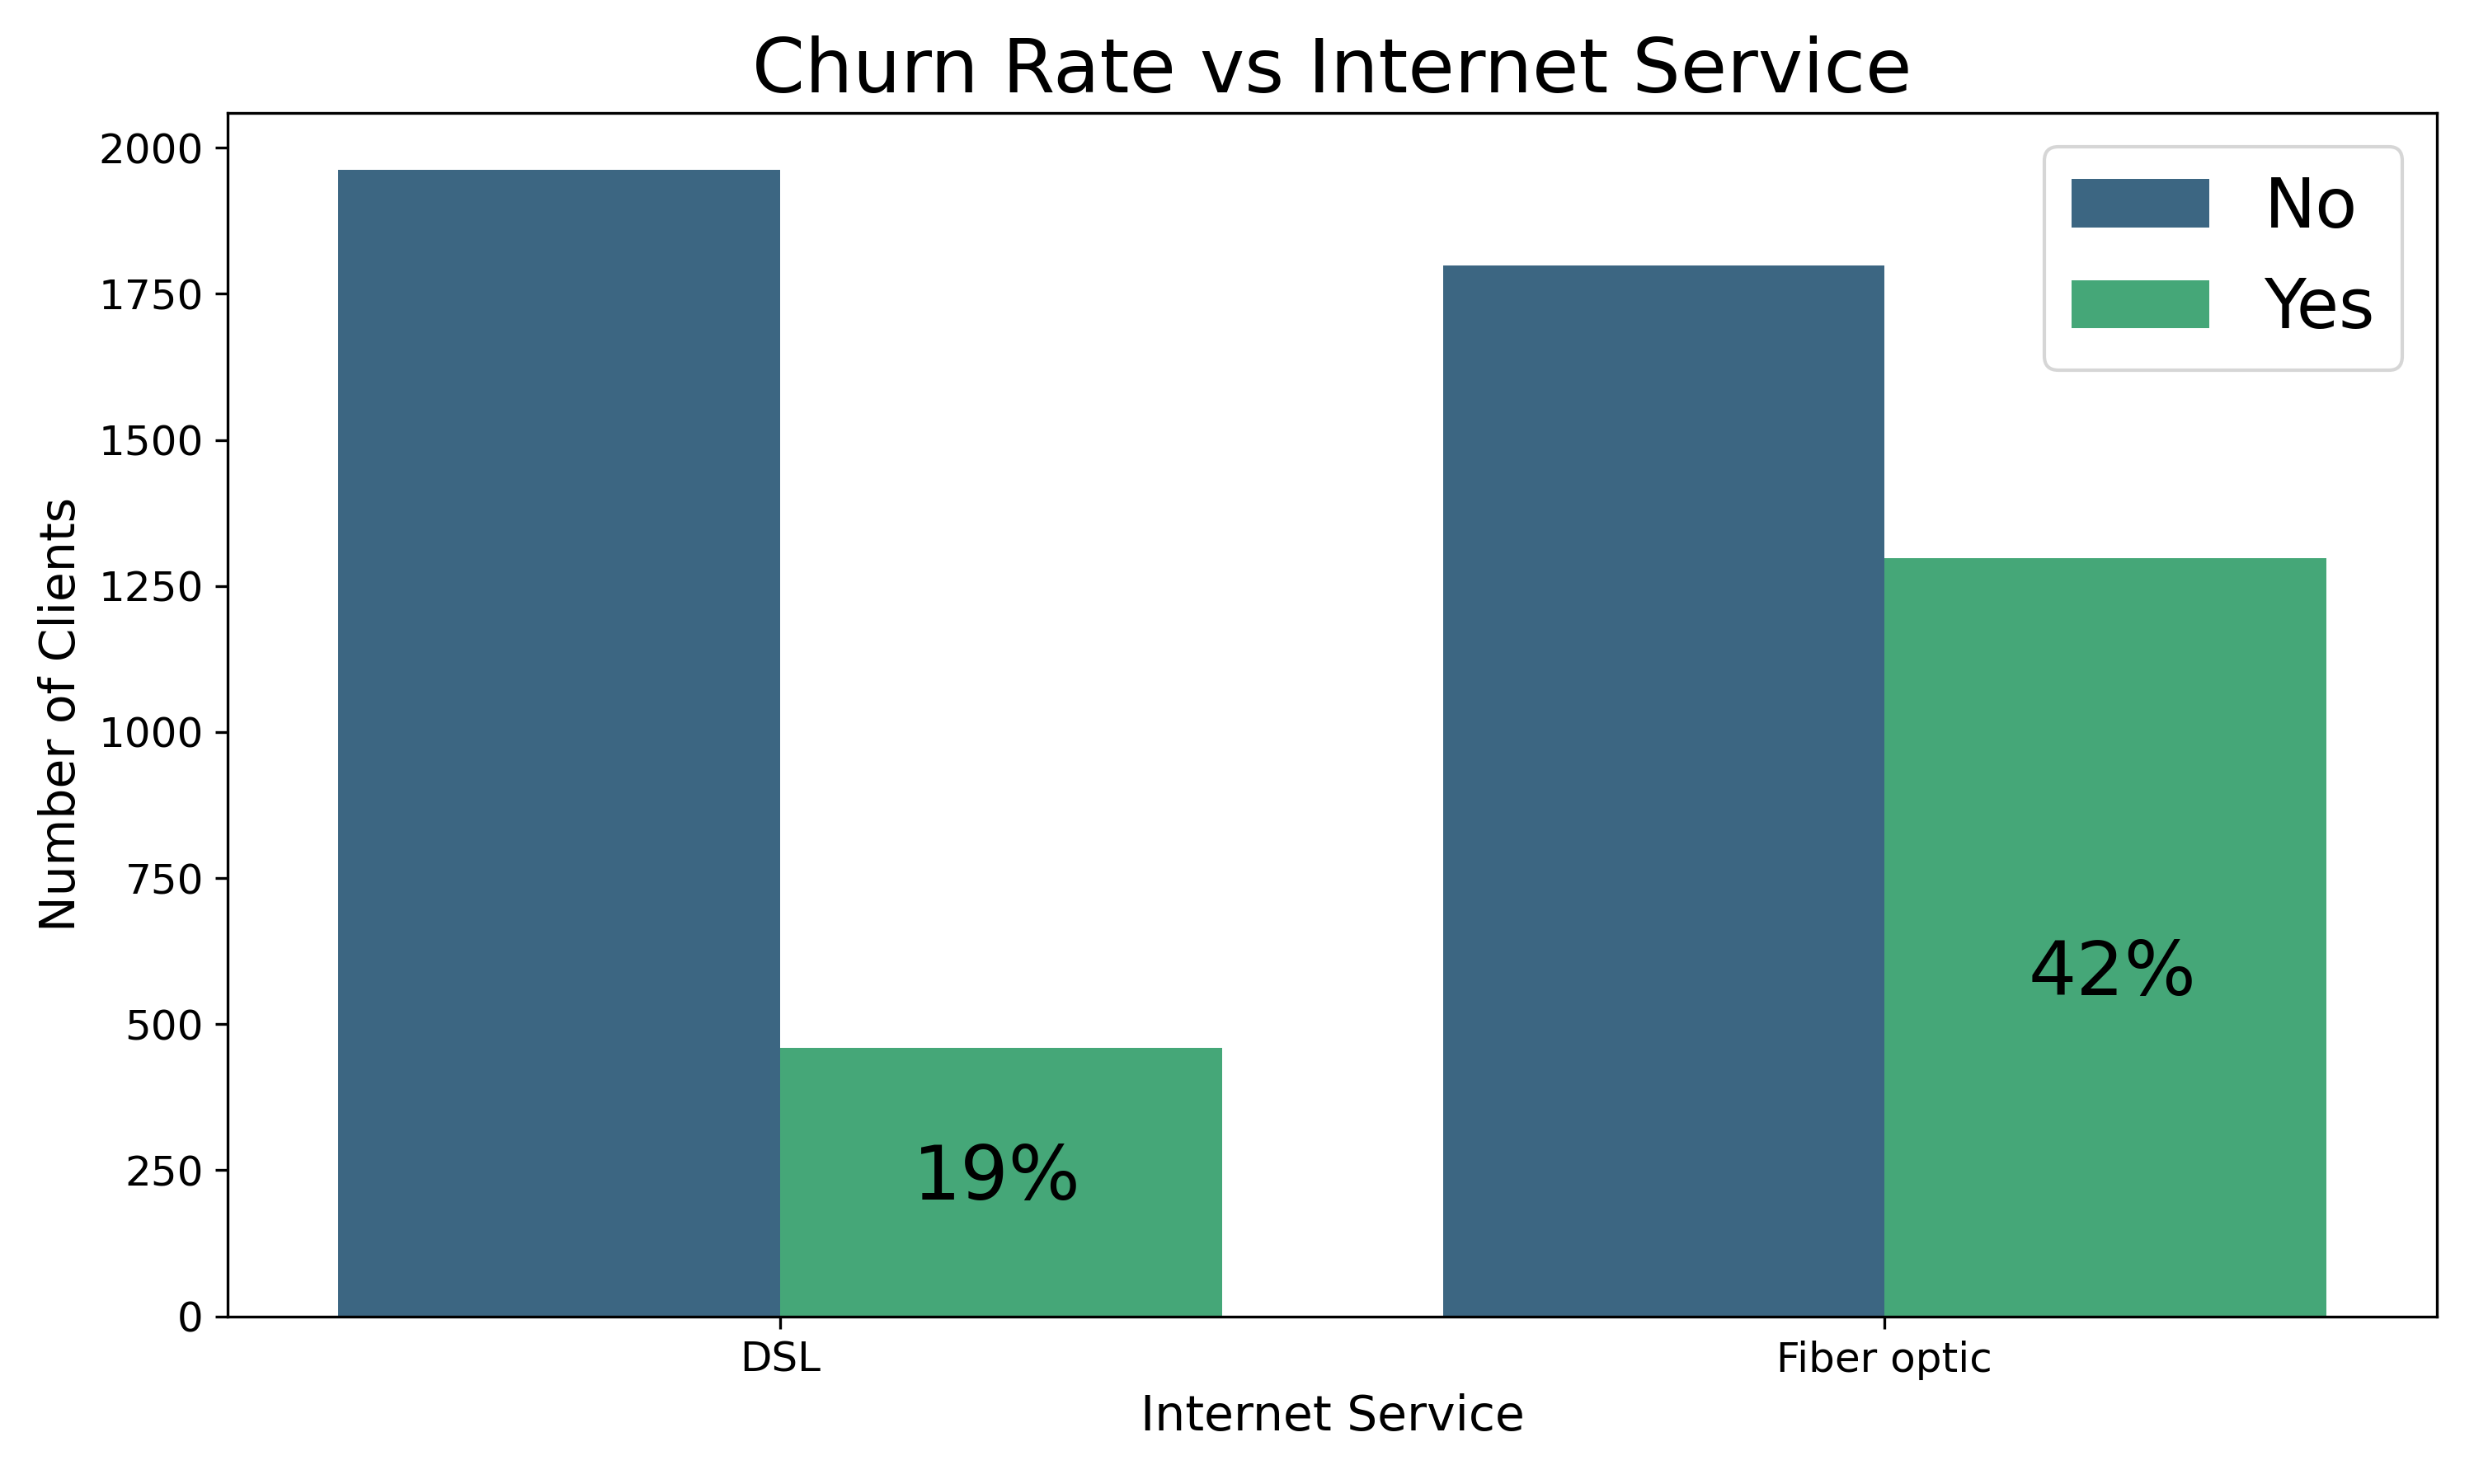 Churn Rate vs Internet Service
No
Yes
2000
1750
1500
1250
1000
750
500
250
0
Number of Clients
42%
19%
DSL
Fiber optic
Internet Service